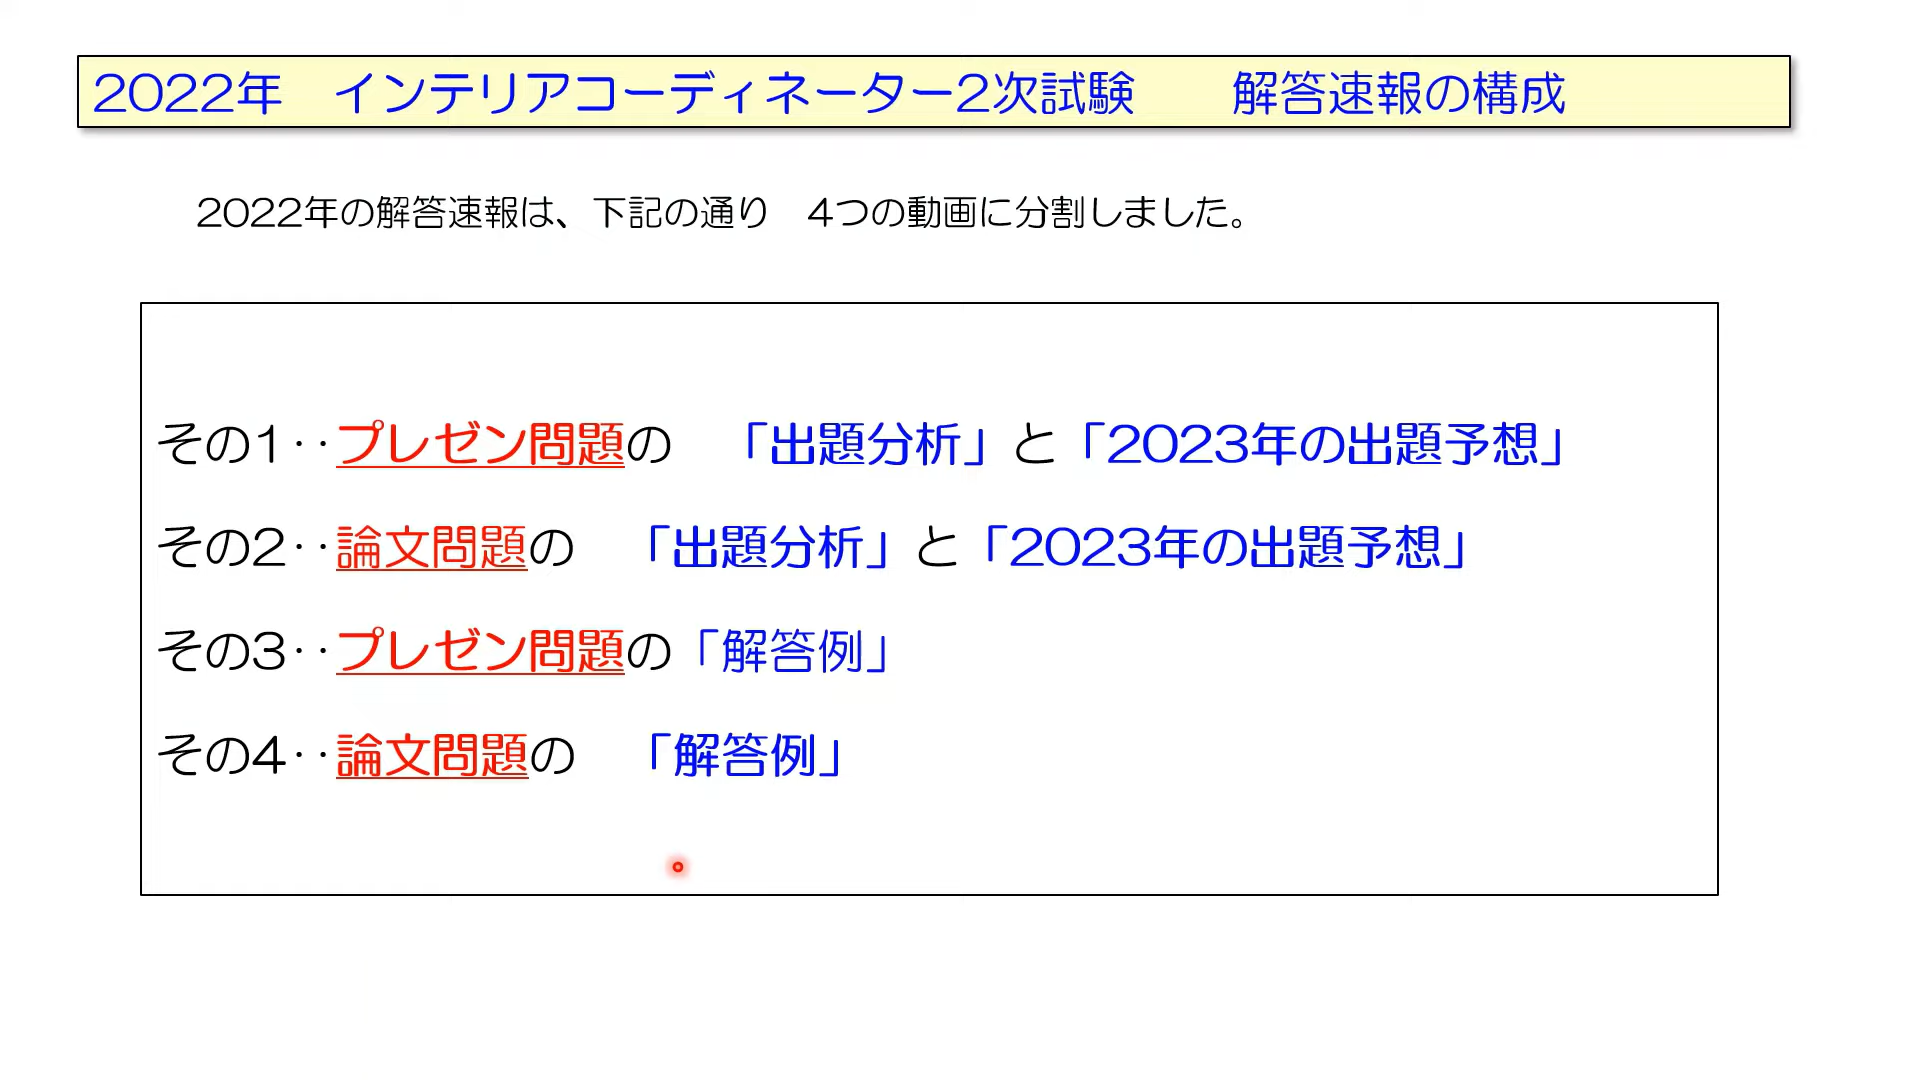 2022年　インテリアコーディネーター2次試験　　解答速報の構成
2022年の解答速報は、下記の通り　4つの動画に分割しました。
その1‥プレゼン問題の　「出題分析」と「2023年の出題予想」
その2‥論文問題の　「出題分析」と「2023年の出題予想」
その3‥プレゼン問題の「解答例」
その4‥論文問題の　「解答例」